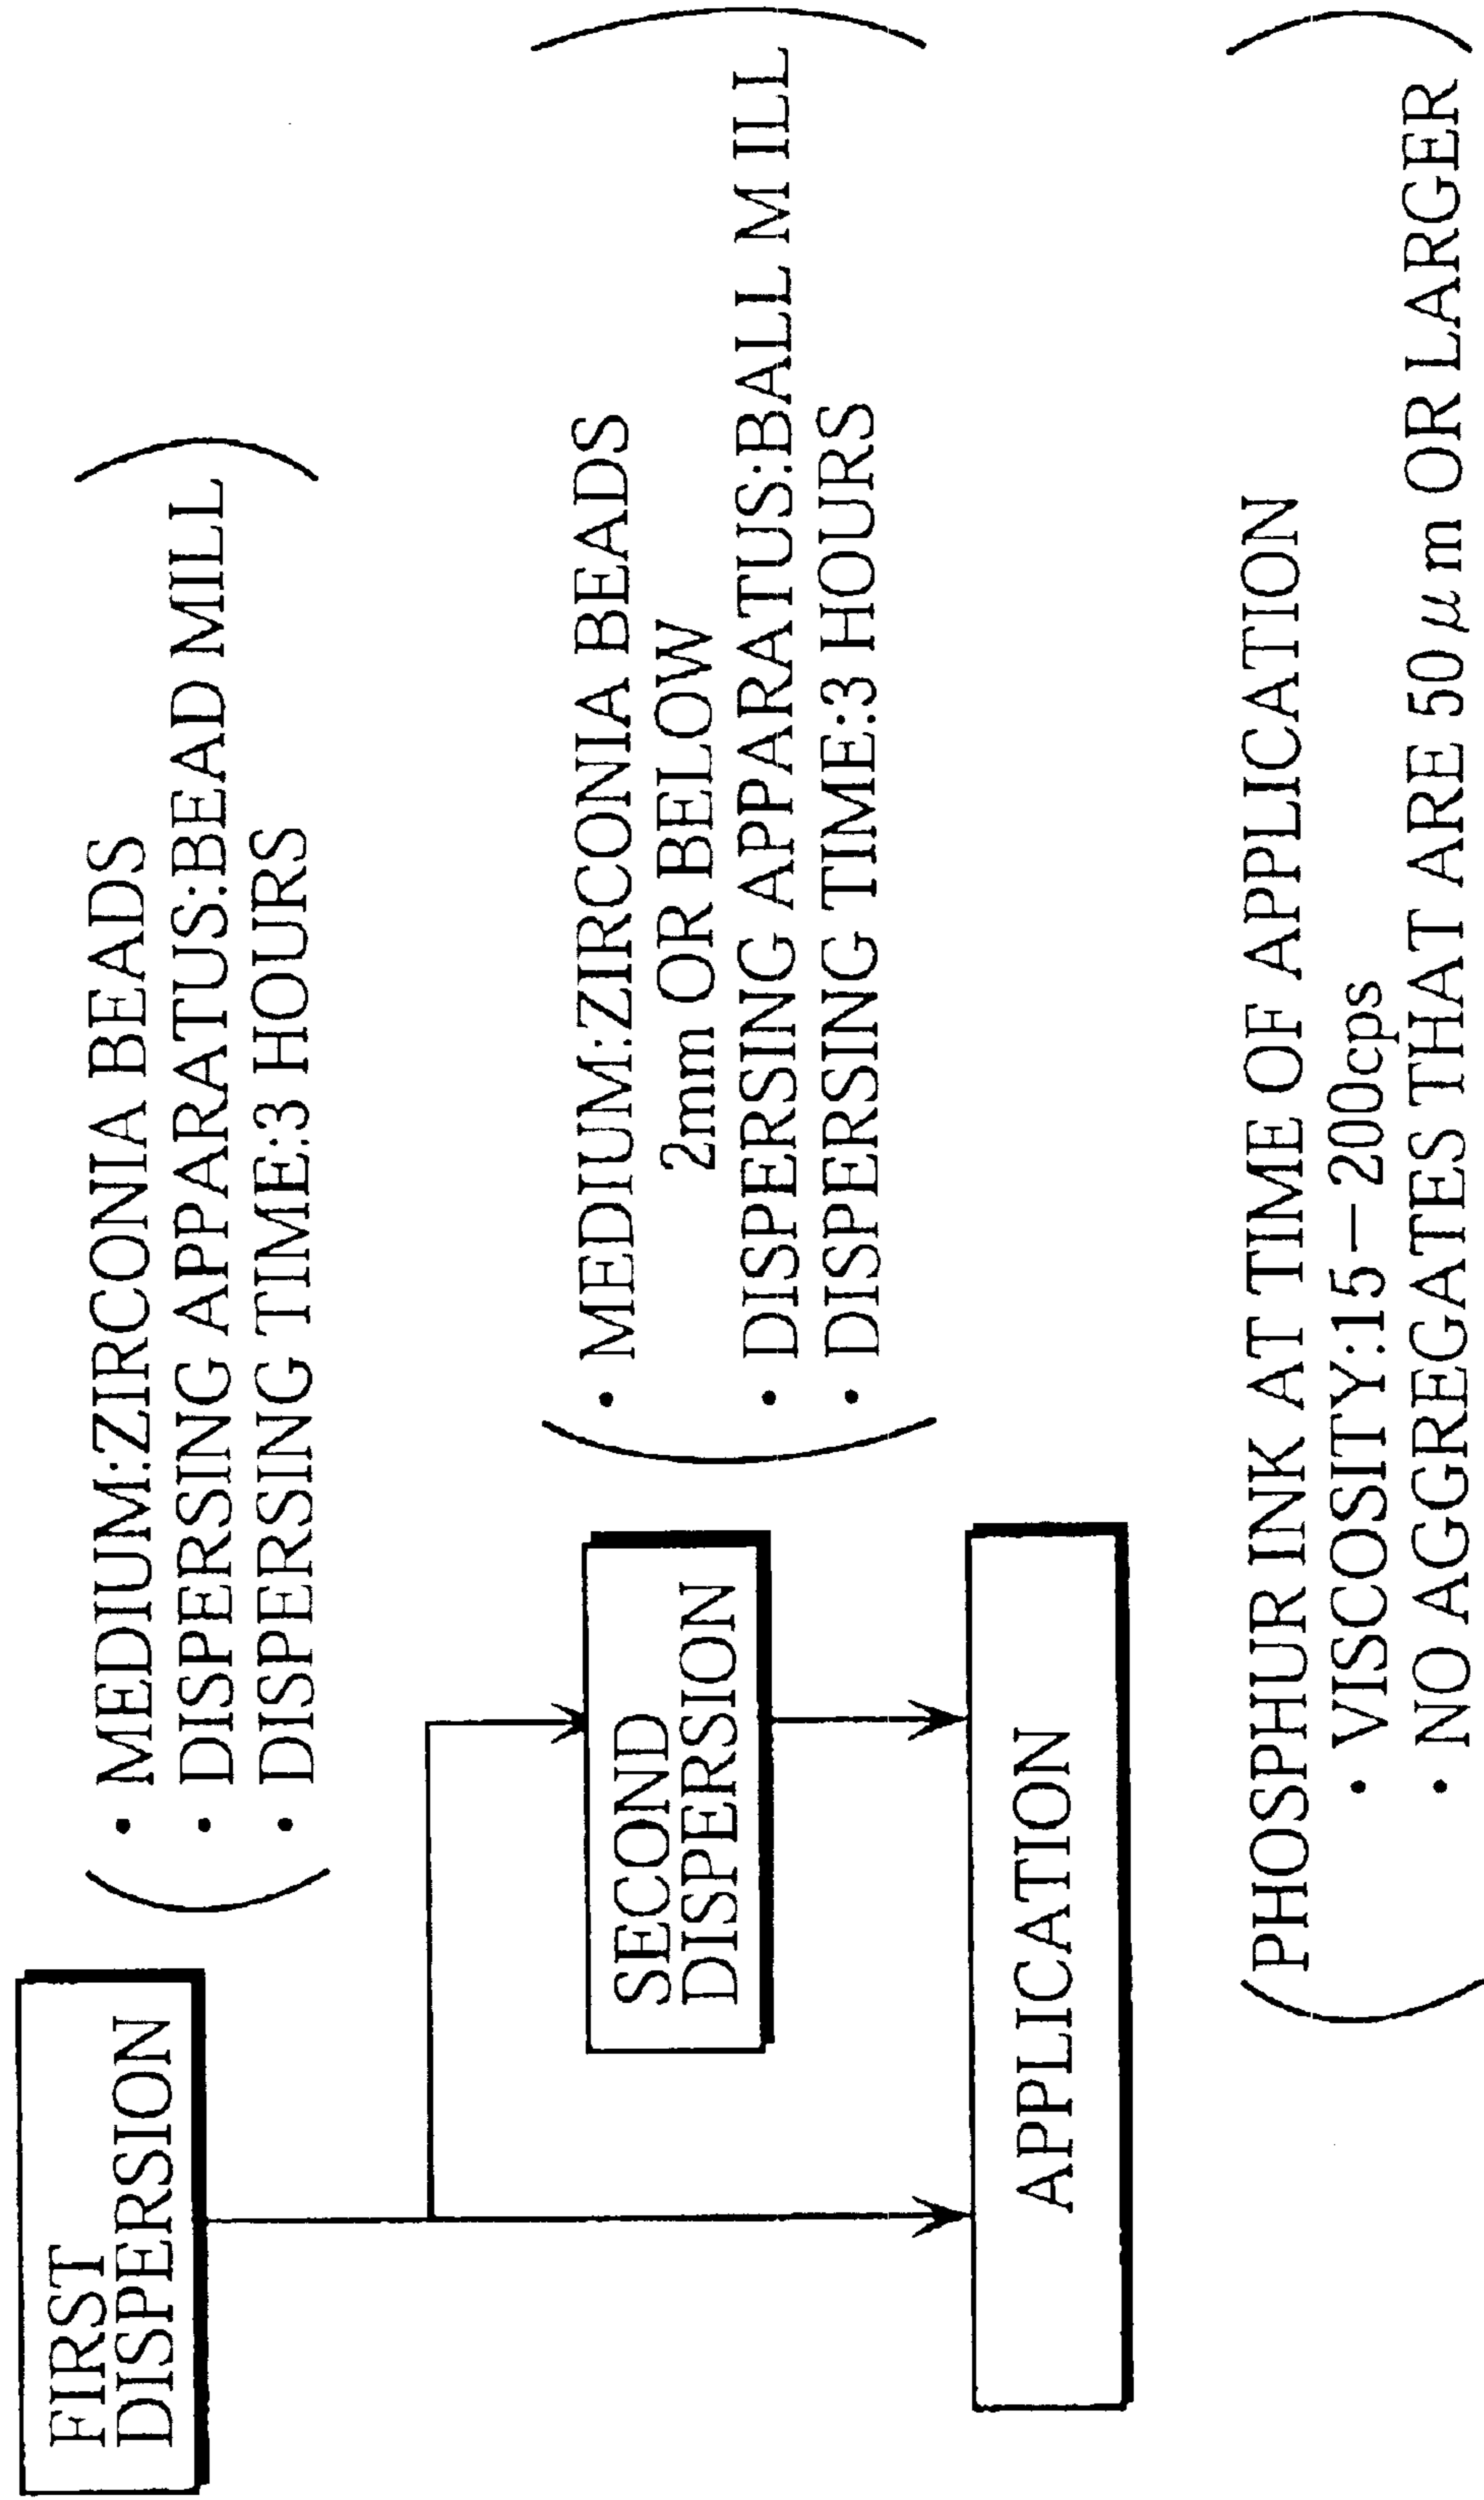 FIRST
DISPERSION
· MEDIUM:ZIRCONIA BEADS
· DISPERSING APPARATUS:BEAD MILL
· DISPERSING TIME:3 HOURS
SECOND
DISPERSION
· MEDIUM:ZIRCONIA BEADS
2mm OR BELOW
· DISPERSING APPARATUS:BALL MILL
· DISPERSING TIME:3 HOURS
APPLICATION
PHOSPHUR INK AT TIME OF APPLICATION
· VISCOSITY:15－200cps
· NO AGGREGATES THAT ARE 50μm OR LARGER